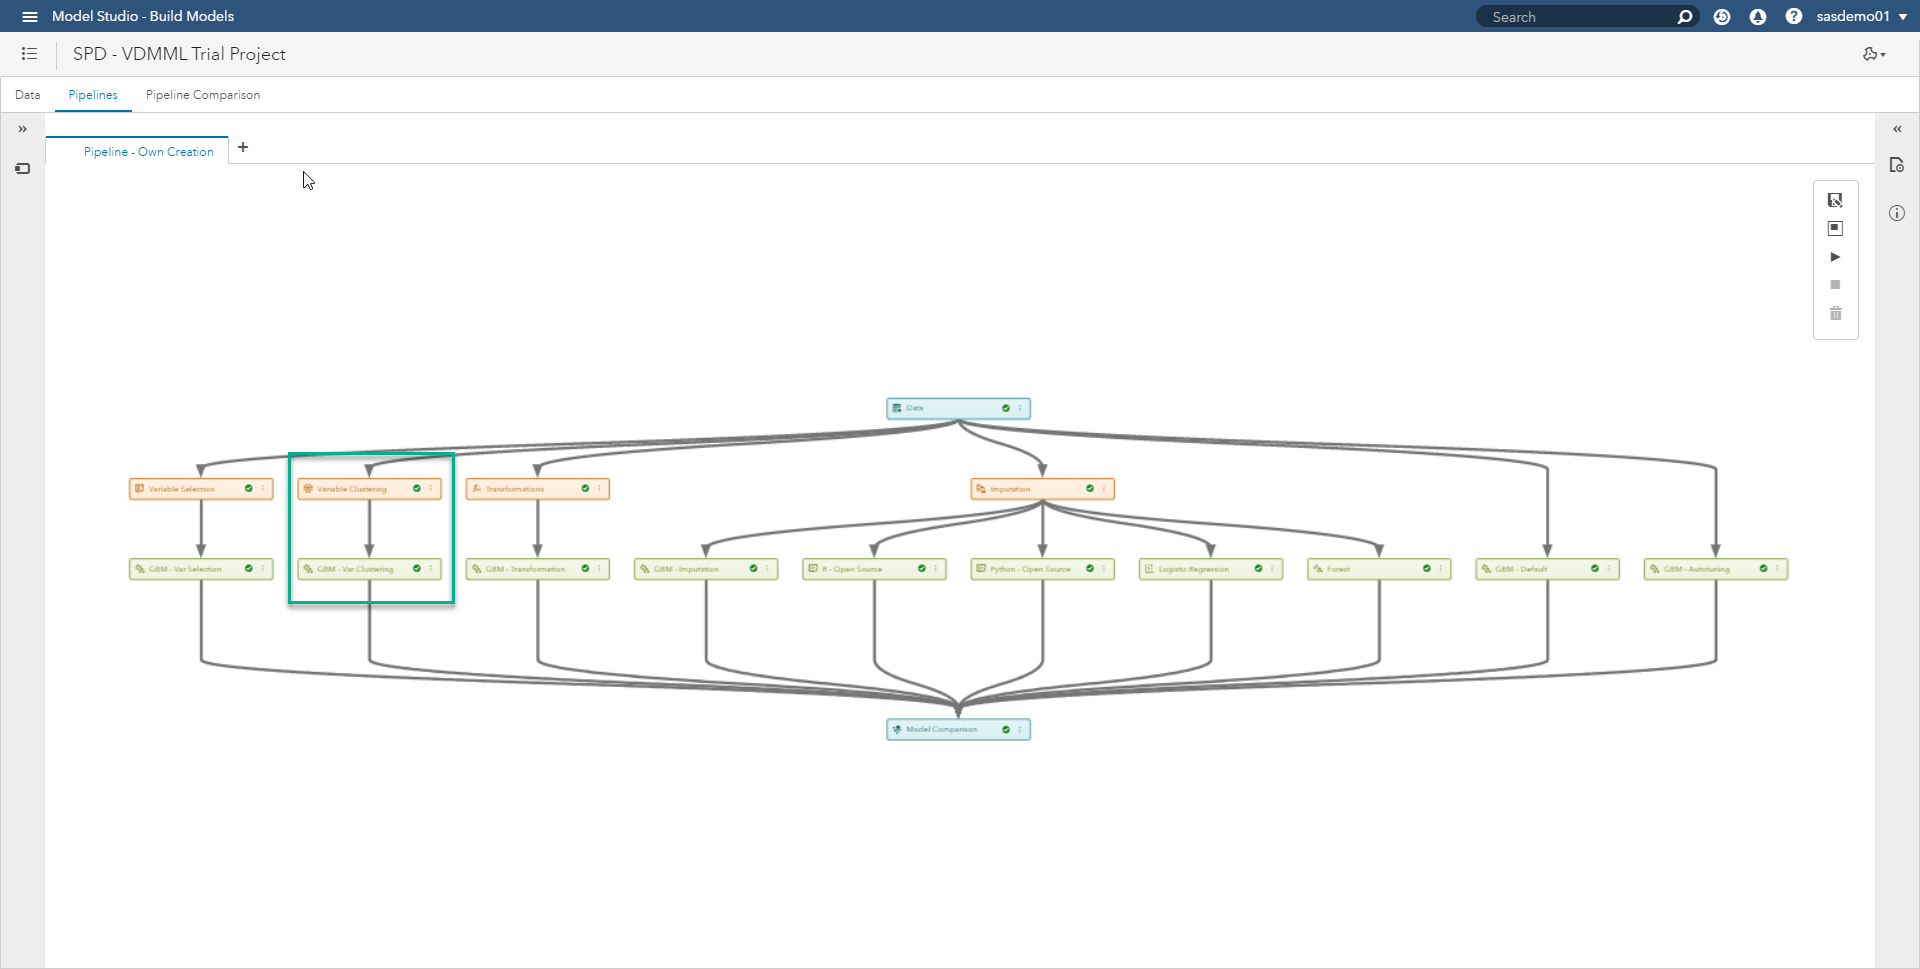 Model Studio - Build Models
Search
sasdemo01
SPD - VDMML Trial Project
Data
Pipelines
Pipeline Comparison
Pipeline - Own Creation
Data
Variable Selection
Variable Clustering
Transformations
Imputation
GBM - Var Selection
GBM - Var Clustering
GBM - Transformation
GBM - Imputation
R - Open Source
Python - Open Source
Logistic Regression
Forest
GBM - Default
GBM - Autotuning
Model Comparison